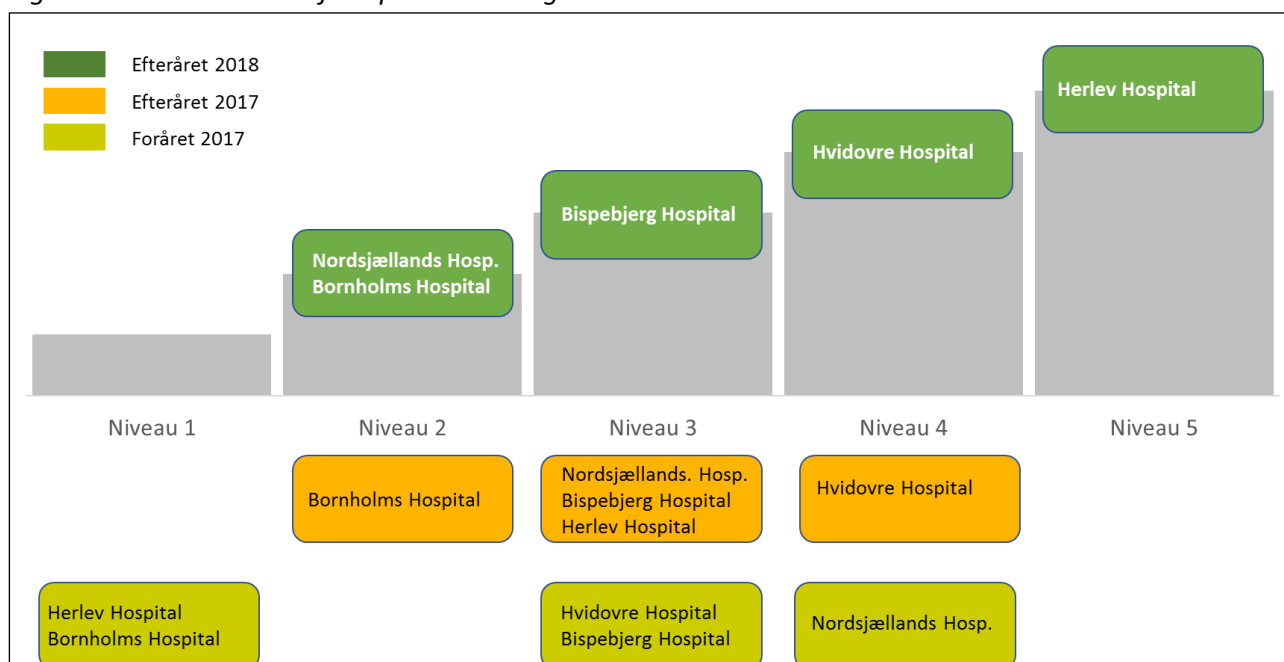 Efteråret 2018
Efteråret 2017
Foråret 2017
Herlev Hospital
Hvidovre Hospital
Bispebjerg Hospital
Nordsjællands Hosp.
Bornholms Hospital
Niveau 1
Niveau 2
Niveau 3
Niveau 4
Niveau 5
Bornholms Hospital
Nordsjællands. Hosp.
Bispebjerg Hospital
Herlev Hospital
Hvidovre Hospital
Herlev Hospital
Bornholms Hospital
Hvidovre Hospital
Bispebjerg Hospital
Nordsjællands Hosp.